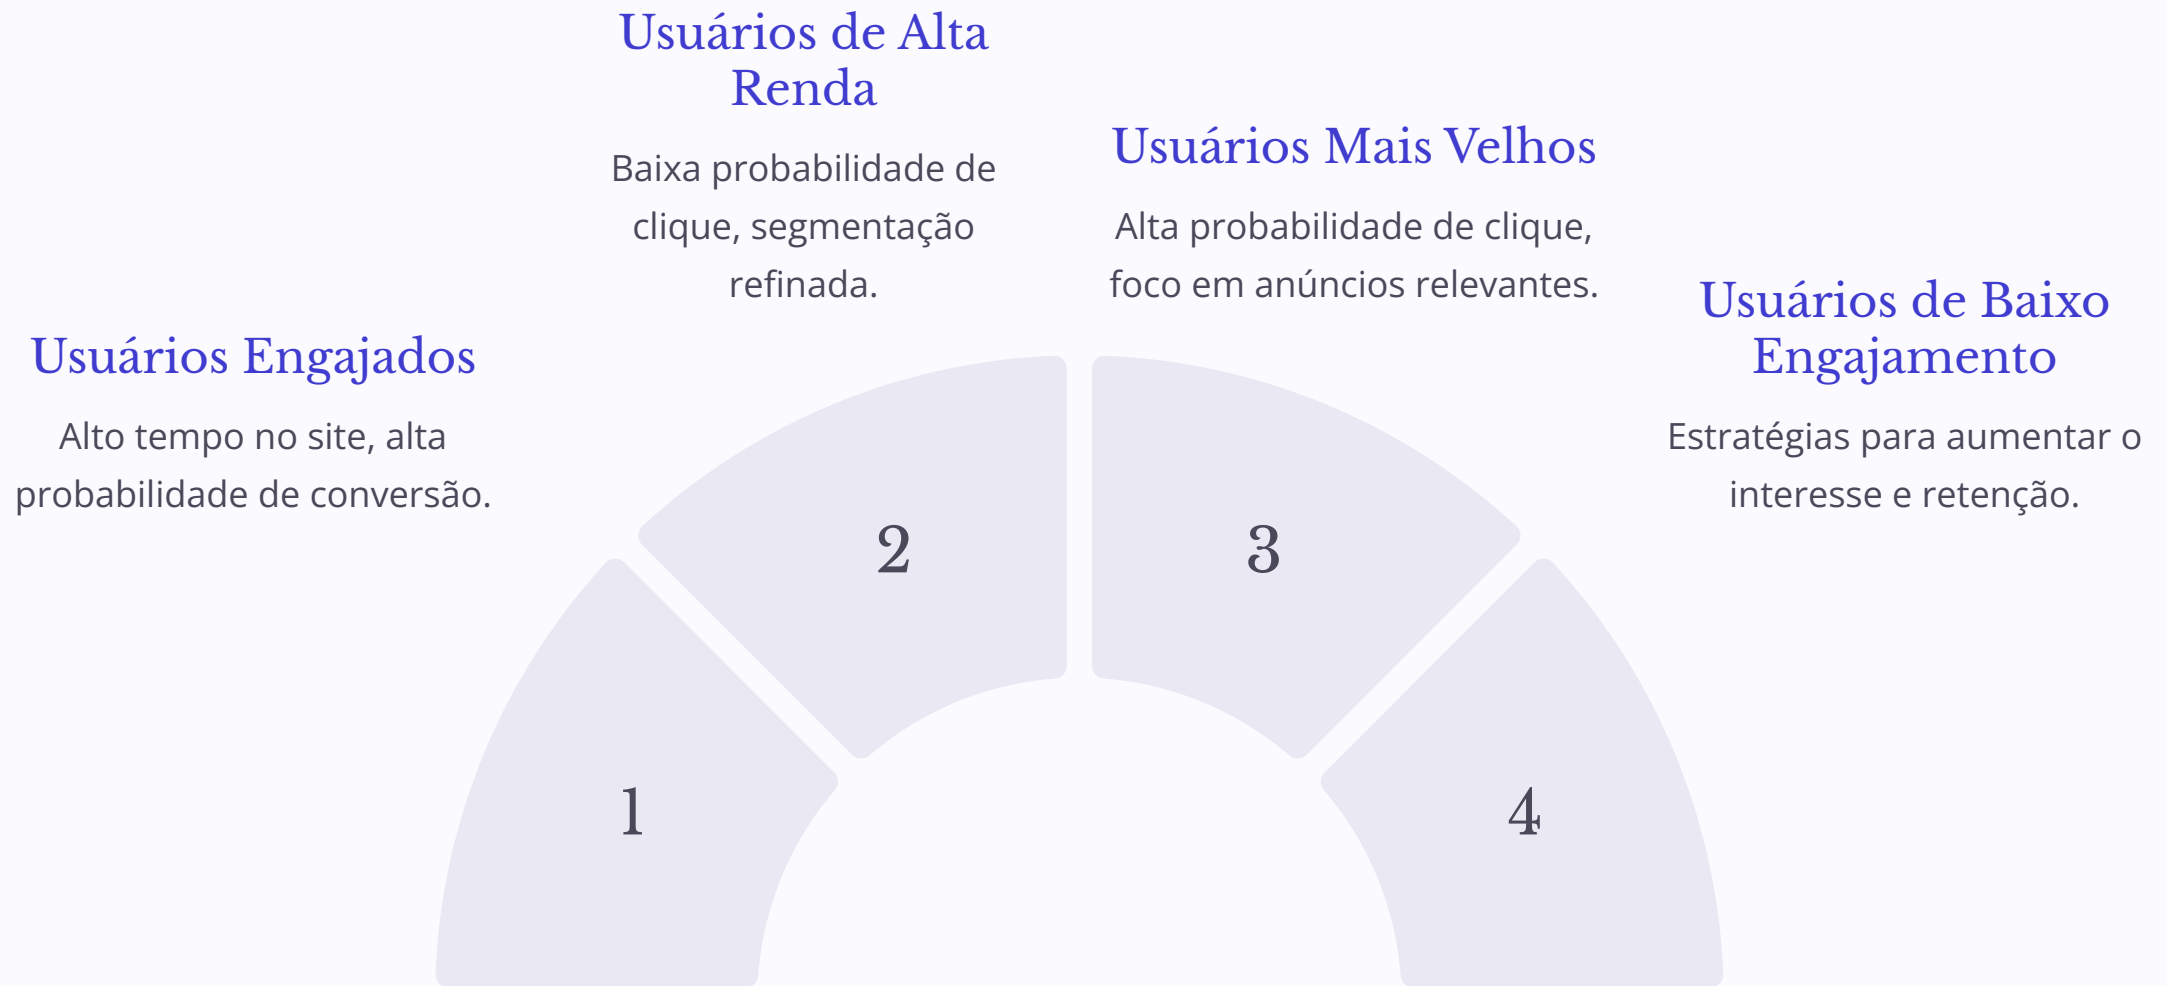 Usuários de Alta
Renda
Baixa probabilidade de
clique, segmentação
refinada.
Usuários Mais Velhos
Alta probabilidade de clique,
foco em anúncios relevantes.
Usuários de Baixo
Engajamento
Estratégias para aumentar o
interesse e retenção.
Usuários Engajados
Alto tempo no site, alta
probabilidade de conversão.
2
3
1
4